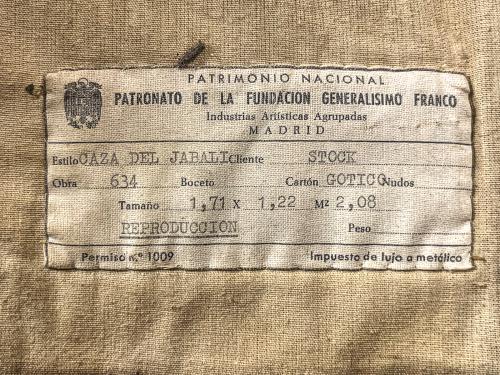 PATRIMONIO NACIONAL
PATRONATO DE LA FUNDACION GENERALISIMO FRANCO
Industrias Artísticas Agrupadas
MADRID
Estilo CAZA DEL JABALI Cliente STOCK
Obra 634 Boceto Cartón GOTICO Nudos
Tamaño 1,71 x 1,22 M² 2,08
REPRODUCCION Peso
Permiso n.º 1009 Impuesto de lujo a metálico